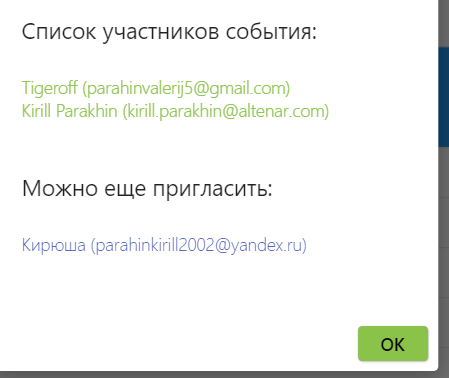 Список участников события:
Tigeroff (parahinvalerij5@gmail.com)
Kirill Parakhin (kirill.parakhin@altenar.com)
Можно еще пригласить:
Кирюша (parahinkirill2002@yandex.ru)
ОК